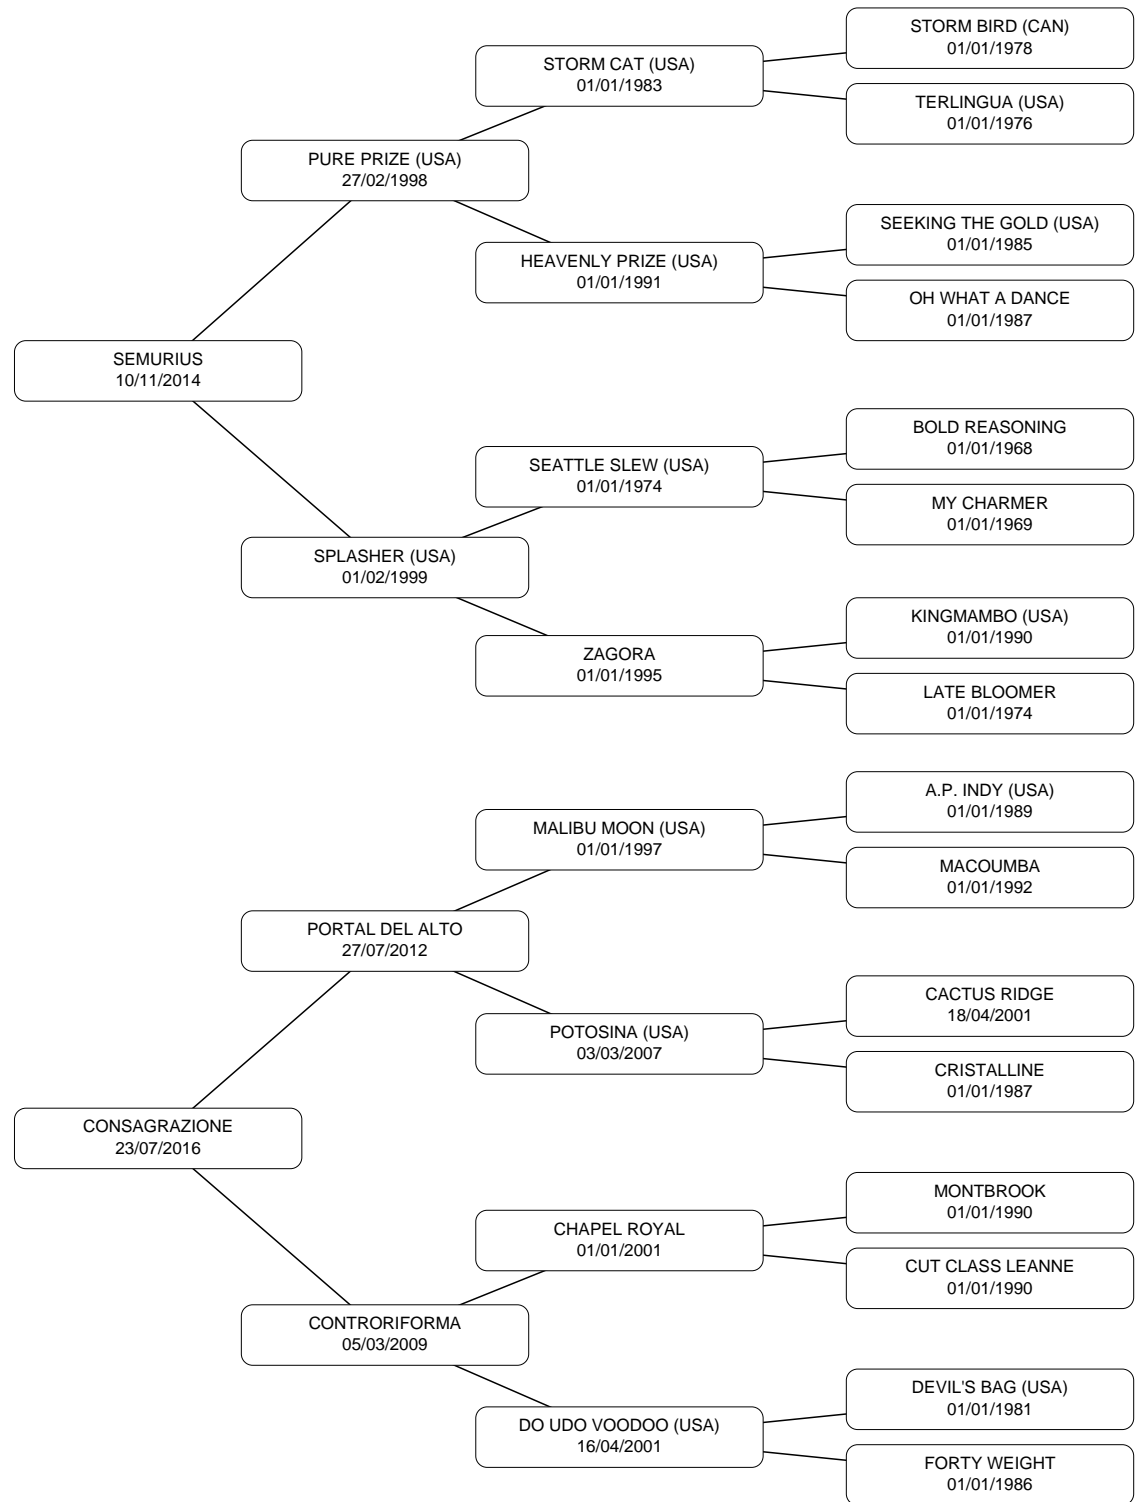 STORM BIRD (CAN)
01/01/1978
STORM CAT (USA)
01/01/1983
TERLINGUA (USA)
01/01/1976
PURE PRIZE (USA)
27/02/1998
SEEKING THE GOLD (USA)
01/01/1985
HEAVENLY PRIZE (USA)
01/01/1991
OH WHAT A DANCE
01/01/1987
SEMURIUS
10/11/2014
BOLD REASONING
01/01/1968
SEATTLE SLEW (USA)
01/01/1974
MY CHARMER
01/01/1969
SPLASHER (USA)
01/02/1999
KINGMAMBO (USA)
01/01/1990
ZAGORA
01/01/1995
LATE BLOOMER
01/01/1974
A.P. INDY (USA)
01/01/1989
MALIBU MOON (USA)
01/01/1997
MACOUMBA
01/01/1992
PORTAL DEL ALTO
27/07/2012
CACTUS RIDGE
18/04/2001
POTOSINA (USA)
03/03/2007
CRISTALLINE
01/01/1987
CONSAGRAZIONE
23/07/2016
MONTBROOK
01/01/1990
CHAPEL ROYAL
01/01/2001
CUT CLASS LEANNE
01/01/1990
CONTRORIFORMA
05/03/2009
DEVIL'S BAG (USA)
01/01/1981
DO UDO VOODOO (USA)
16/04/2001
FORTY WEIGHT
01/01/1986